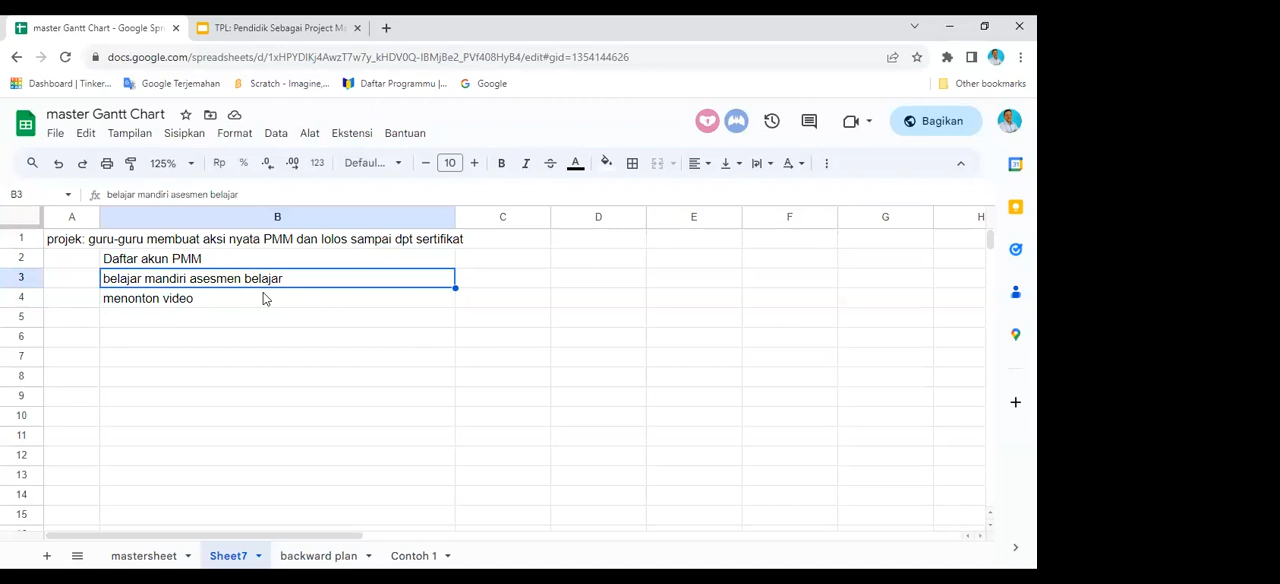 master Gantt Chart - Google Spr
TPL: Pendidik Sebagai Project Ma
docs.google.com/spreadsheets/d/1xHPYDIKj4AwzT7w7y_kHDV0Q-IBMjBe2_PVf408HyB4/edit#gid=1354144626
Dashboard | Tinker...
Google Terjemahan
Scratch - Imagine,...
Daftar Programmu |...
Google
Other bookmarks
master Gantt Chart
File Edit Tampilan Sisipkan Format Data Alat Ekstensi Bantuan
Bagikan
125% Rp % .0 .00 123 Defaul... 10 B I A
B3 fx belajar mandiri asesmen belajar
A B C D E F G H
1 projek: guru-guru membuat aksi nyata PMM dan lolos sampai dpt sertifikat
2 Daftar akun PMM
3 belajar mandiri asesmen belajar
4 menonton video
5
6
7
8
9
10
11
12
13
14
15
mastersheet Sheet7 backward plan Contoh 1